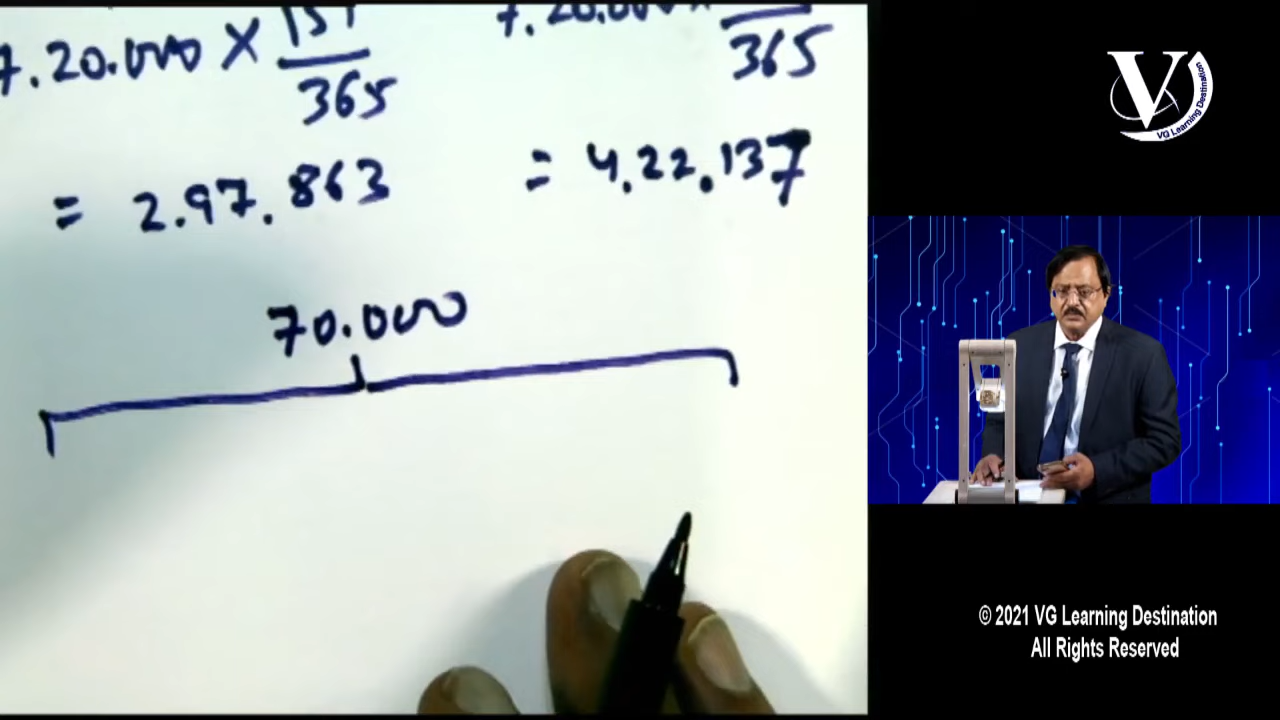 7.20.000 × 151/365
7.20.000 ×
365
= 2.97.863
= 4.22.137
70.000
V
VG Learning Destination
© 2021 VG Learning Destination
All Rights Reserved